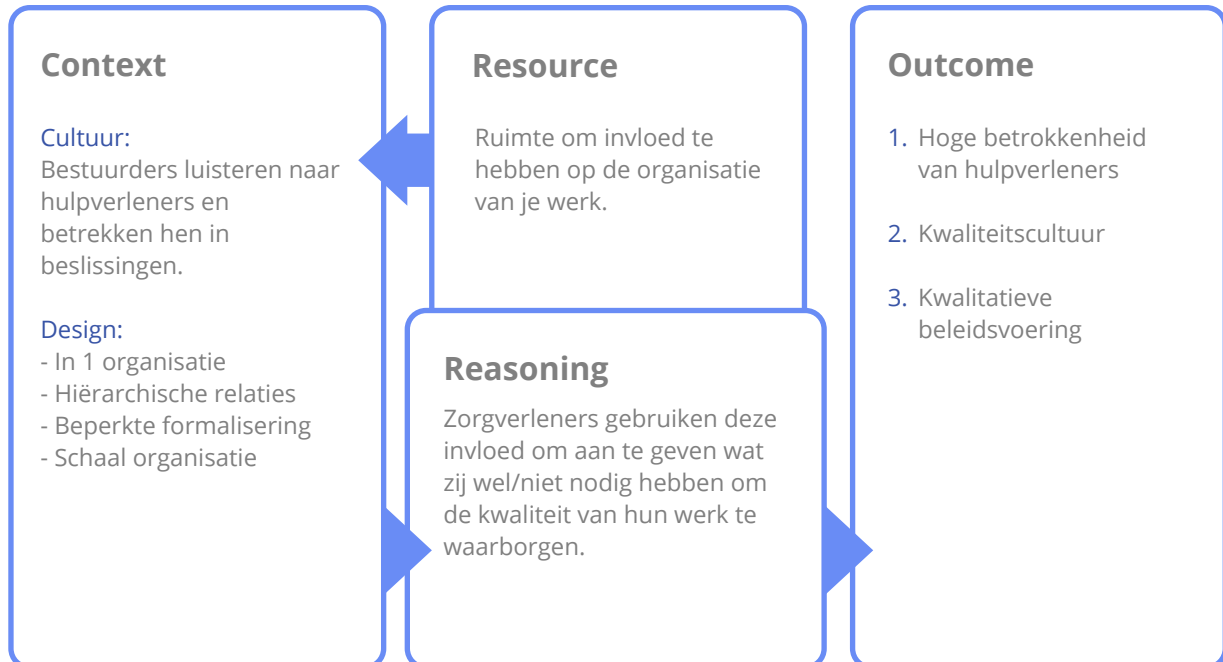 Context
Cultuur:
Bestuurders luisteren naar
hulpverleners en
betrekken hen in
beslissingen.
Design:
- In 1 organisatie
- Hiërarchische relaties
- Beperkte formalisering
- Schaal organisatie
Resource
Ruimte om invloed te
hebben op de organisatie
van je werk.
Reasoning
Zorgverleners gebruiken deze
invloed om aan te geven wat
zij wel/niet nodig hebben om
de kwaliteit van hun werk te
waarborgen.
Outcome
1. Hoge betrokkenheid
van hulpverleners
2. Kwaliteitscultuur
3. Kwalitatieve
beleidsvoering